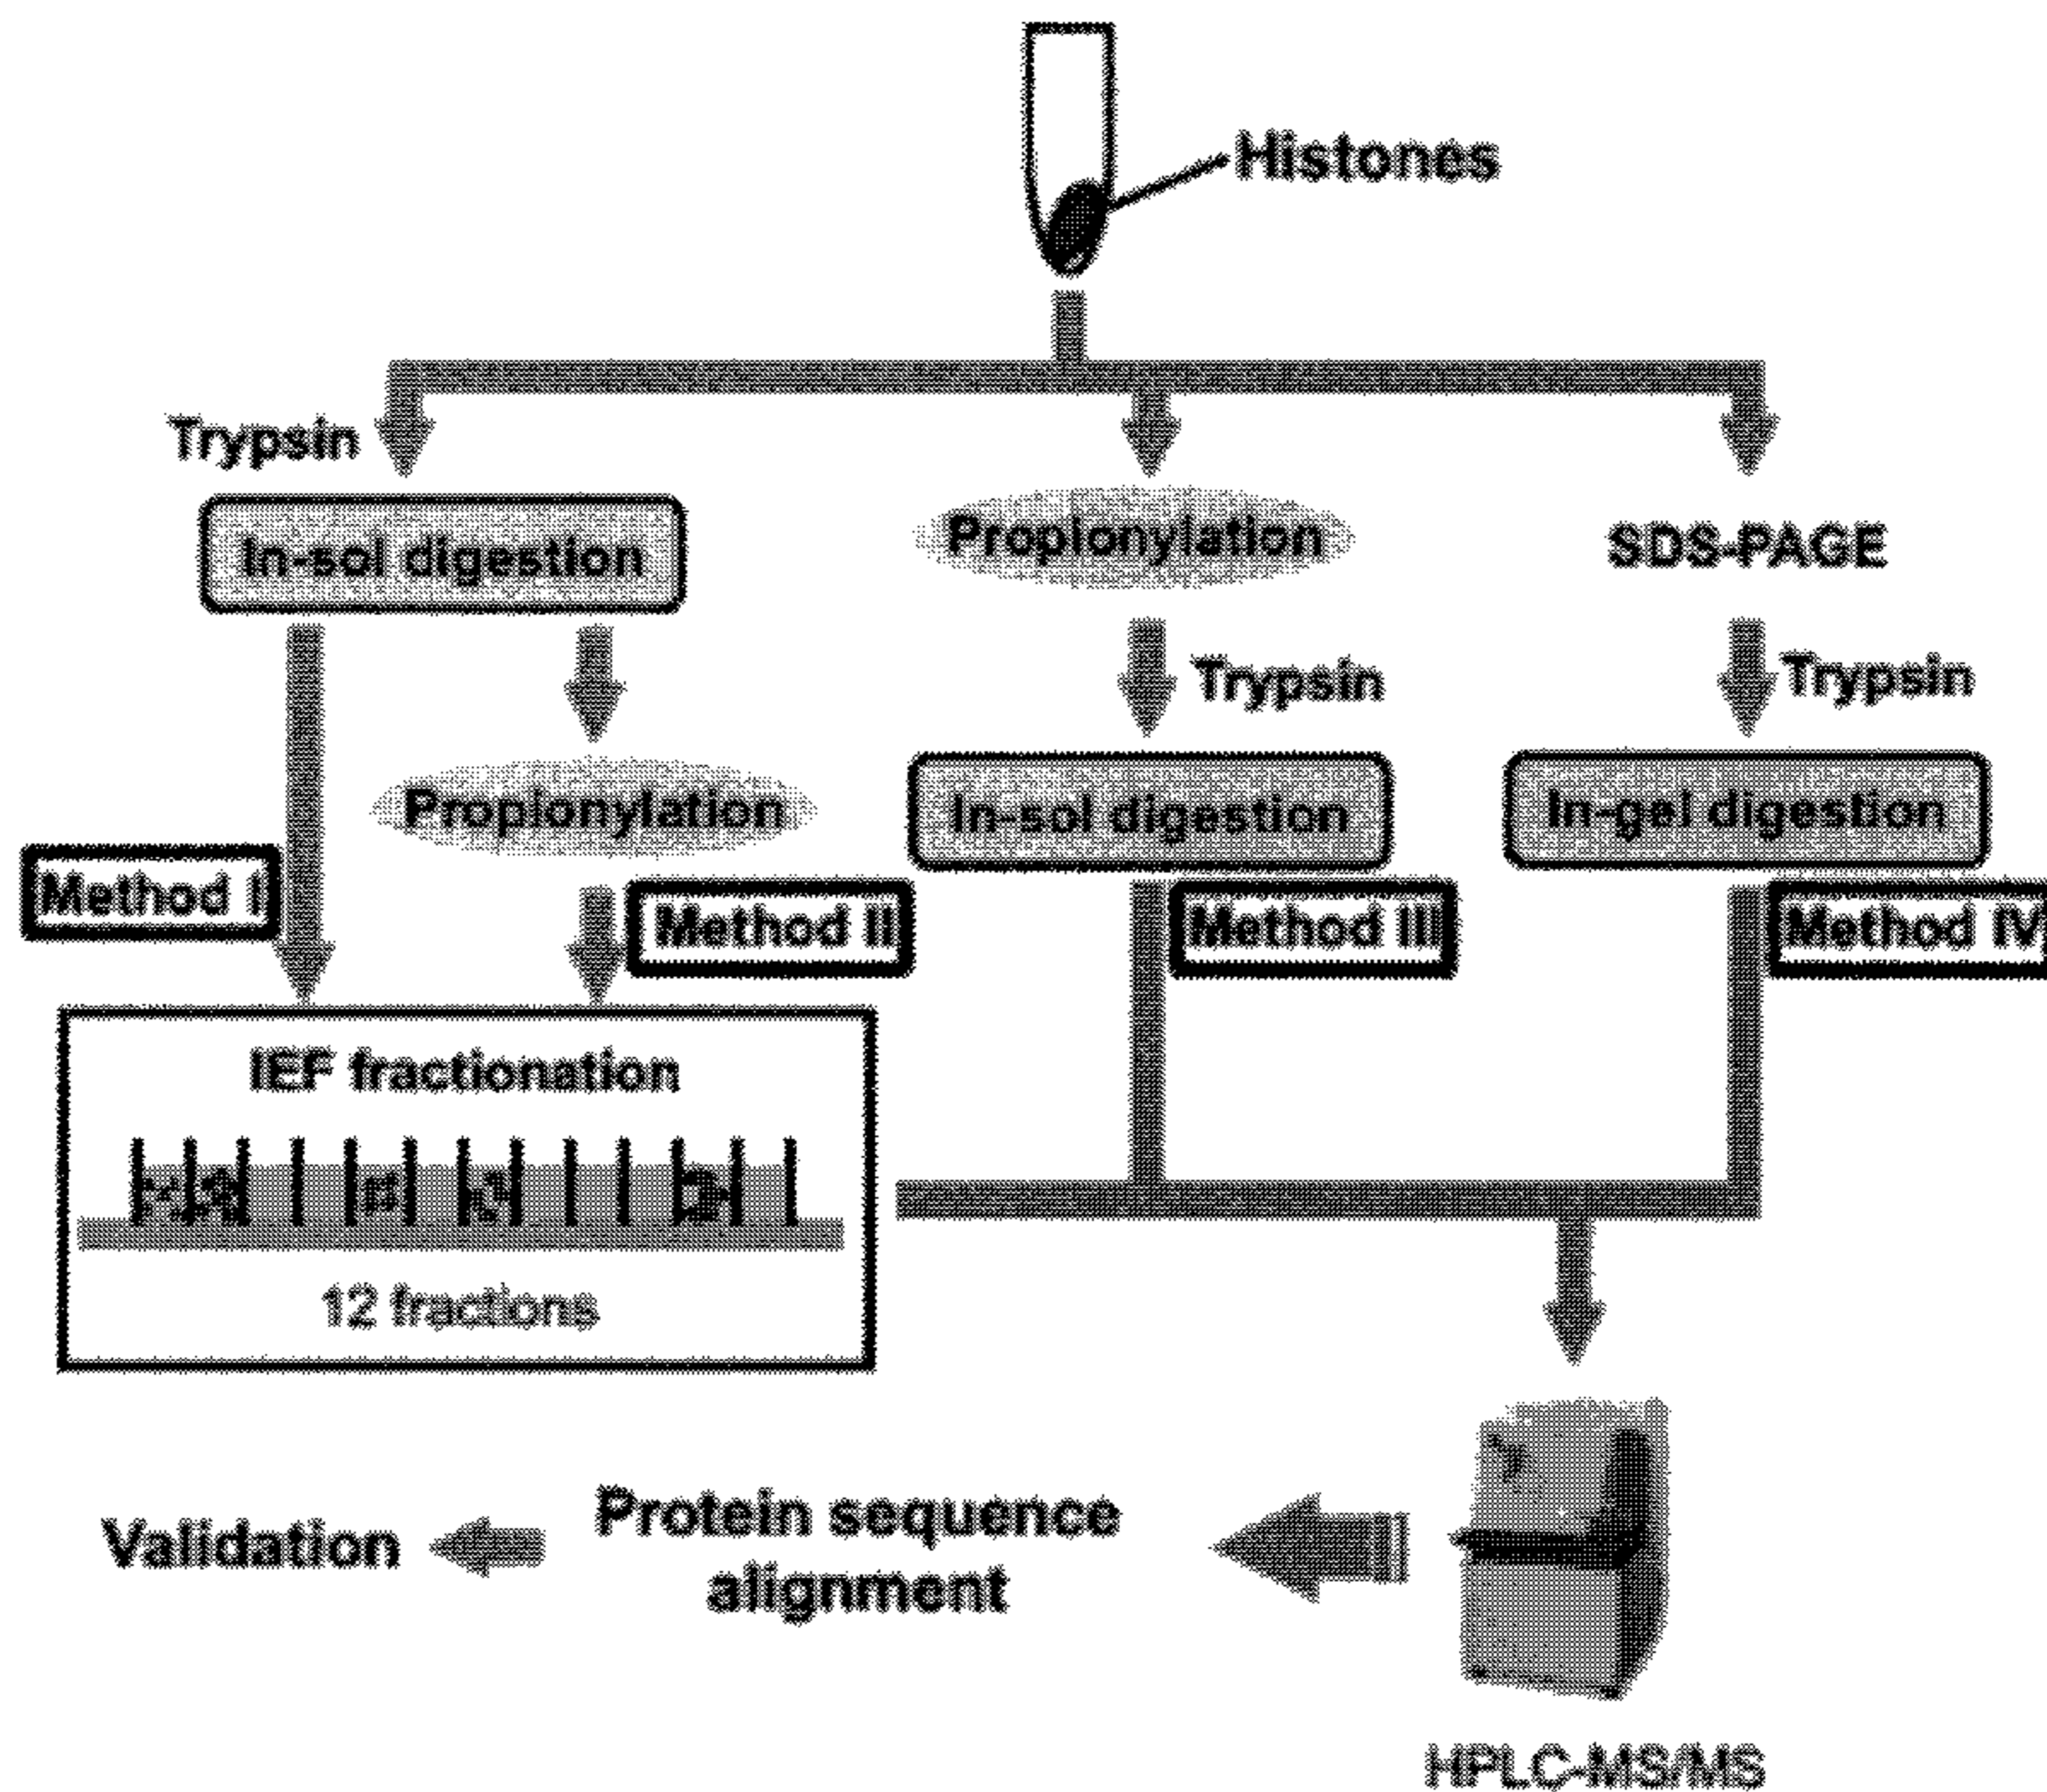 Histones
Trypsin
In-sol digestion
Propionylation
SDS-PAGE
Trypsin
Trypsin
Propionylation
In-sol digestion
In-gel digestion
Method I
Method II
Method III
Method IV
IEF fractionation
12 fractions
Validation
Protein sequence
alignment
HPLC-MS/MS